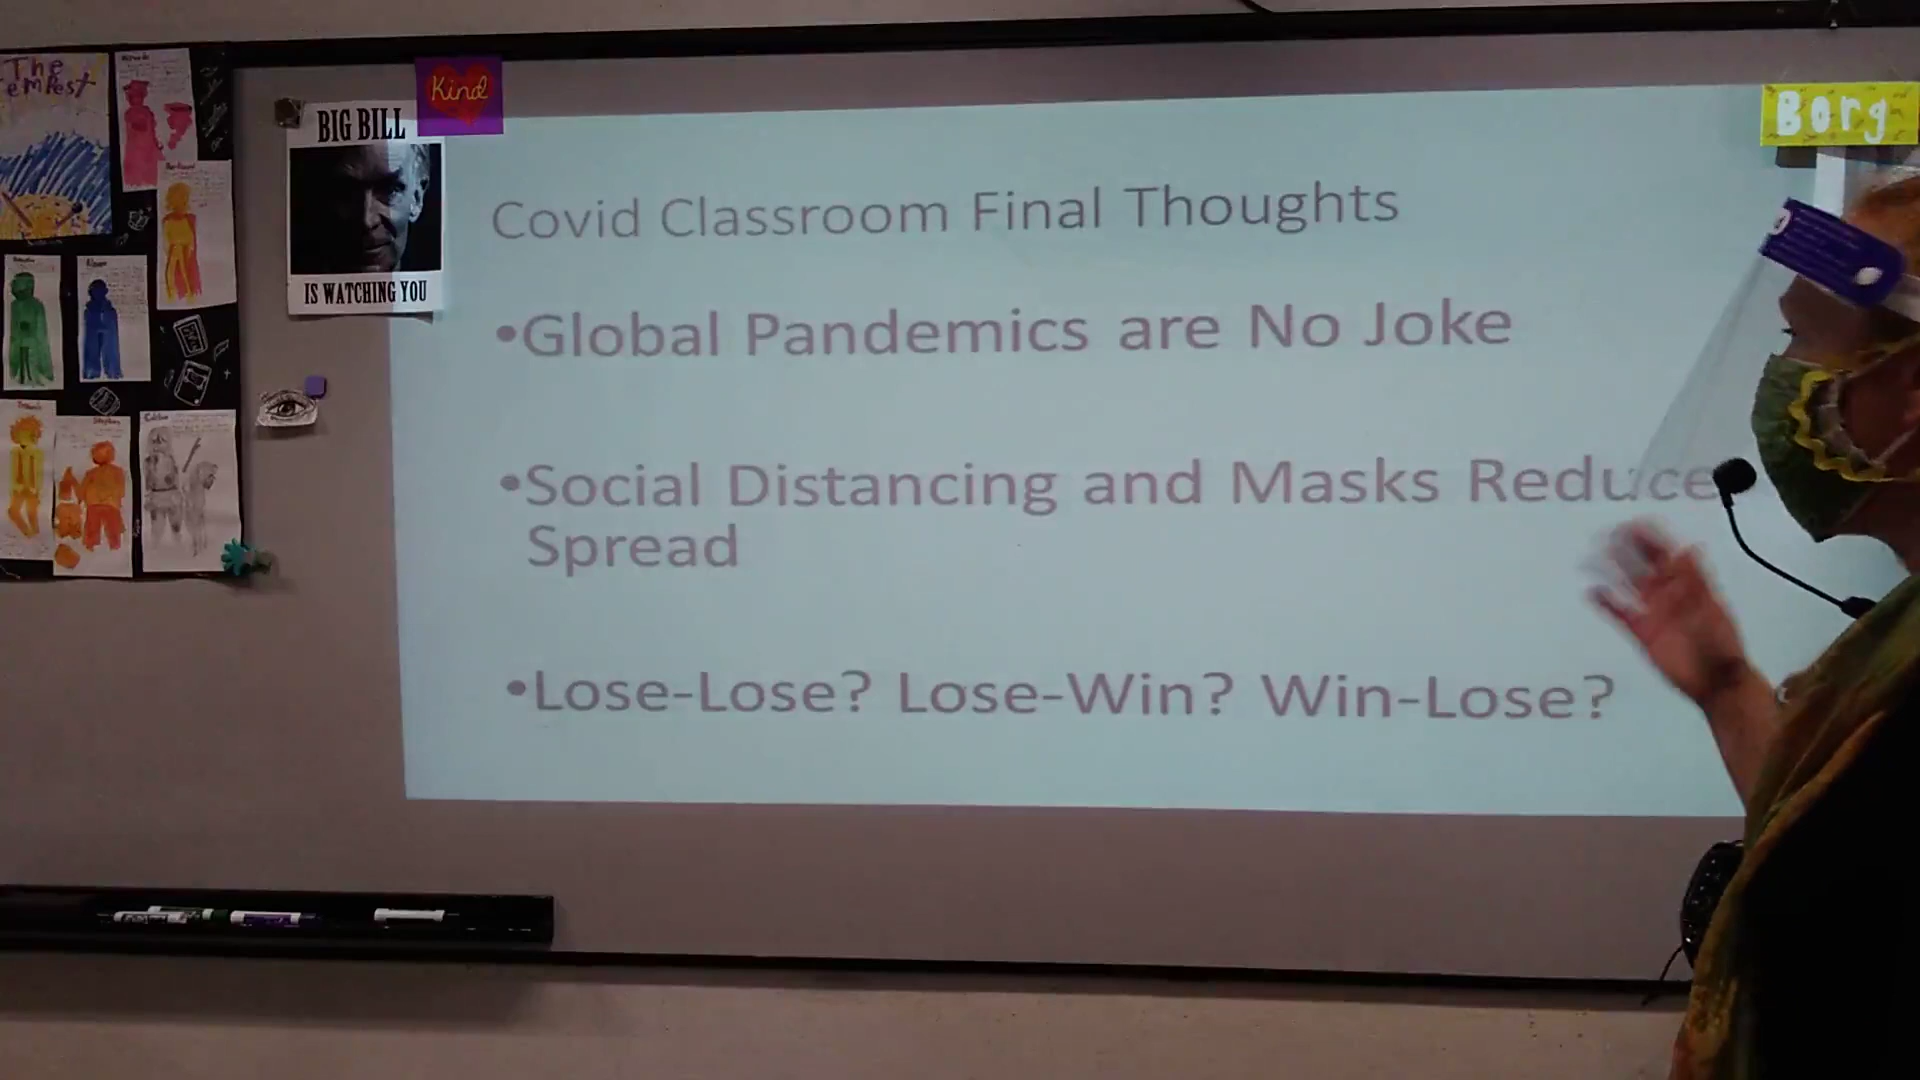 The
Tempest
Kind
Borg
BIG BILL
IS WATCHING YOU
Covid Classroom Final Thoughts
•Global Pandemics are No Joke
•Social Distancing and Masks Reduce
Spread
•Lose-Lose? Lose-Win? Win-Lose?